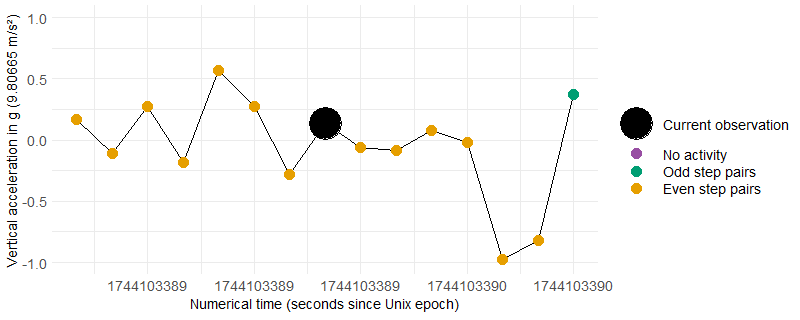 Vertical acceleration in g (9.80665 m/s²)
1.0
0.5
0.0
-0.5
-1.0
1744103389 1744103389 1744103389 1744103390 1744103390
Numerical time (seconds since Unix epoch)
Current observation
No activity
Odd step pairs
Even step pairs